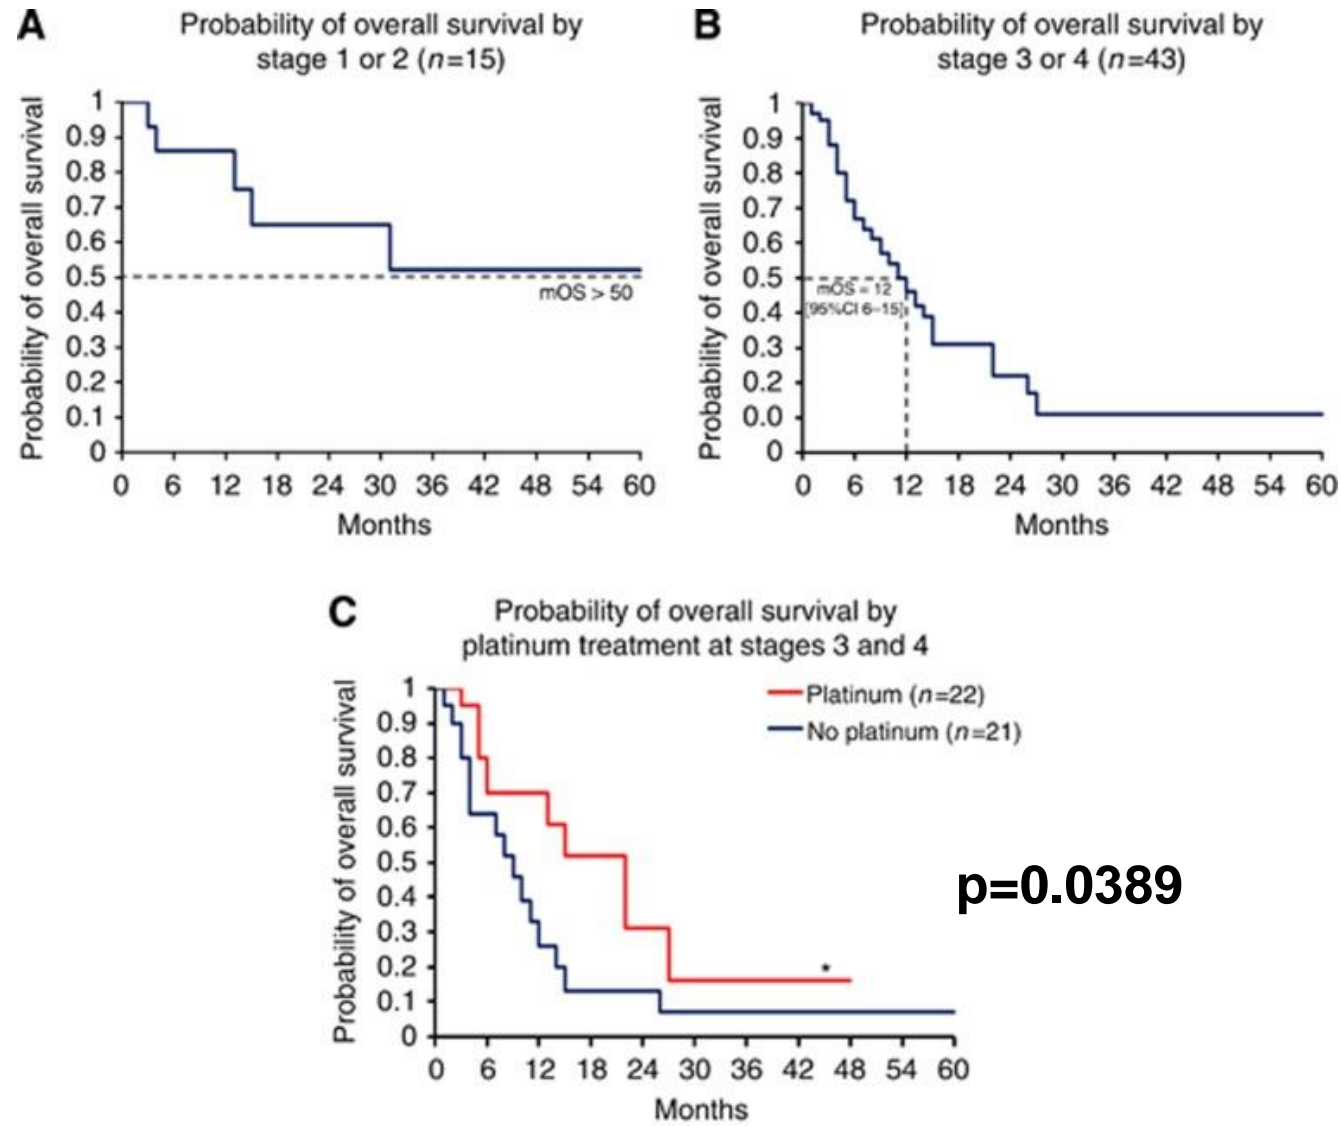 A
Probability of overall survival by
stage 1 or 2 (n=15)
Probability of overall survival
1
0.9
0.8
0.7
0.6
0.5
0.4
0.3
0.2
0.1
0
mOS > 50
0 6 12 18 24 30 36 42 48 54 60
Months
B
Probability of overall survival by
stage 3 or 4 (n=43)
Probability of overall survival
1
0.9
0.8
0.7
0.6
0.5
0.4
0.3
0.2
0.0
0
mOS = 12
[95%CI 6–15]
0 6 12 18 24 30 36 42 48 54 60
Months
C
Probability of overall survival by
platinum treatment at stages 3 and 4
Probability of overall survival
1
0.9
0.8
0.7
0.6
0.5
0.4
0.3
0.2
0.1
0
Platinum (n=22)
No platinum (n=21)
*
p=0.0389
0 6 12 18 24 30 36 42 48 54 60
Months